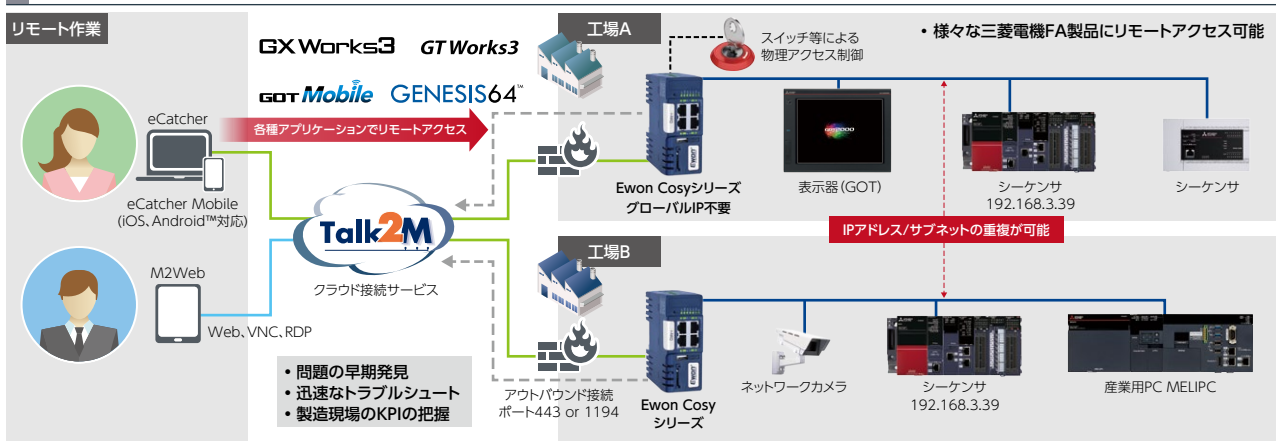 リモート作業
GX Works3
GT Works3
GOT Mobile
GENESIS64™
eCatcher
各種アプリケーションでリモートアクセス
eCatcher Mobile
(iOS、Android™対応)
M2Web
Web、VNC、RDP
Talk2M
クラウド接続サービス
・問題の早期発見
・迅速なトラブルシュート
・製造現場のKPIの把握
アウトバウンド接続
ポート443 or 1194
工場A
スイッチ等による
物理アクセス制御
・様々な三菱電機FA製品にリモートアクセス可能
Ewon
Ewon Cosyシリーズ
グローバルIP不要
GOT2000
表示器(GOT)
シーケンサ
192.168.3.39
シーケンサ
IPアドレス/サブネットの重複が可能
工場B
Ewon
Ewon Cosy
シリーズ
ネットワークカメラ
シーケンサ
192.168.3.39
産業用PC MELIPC